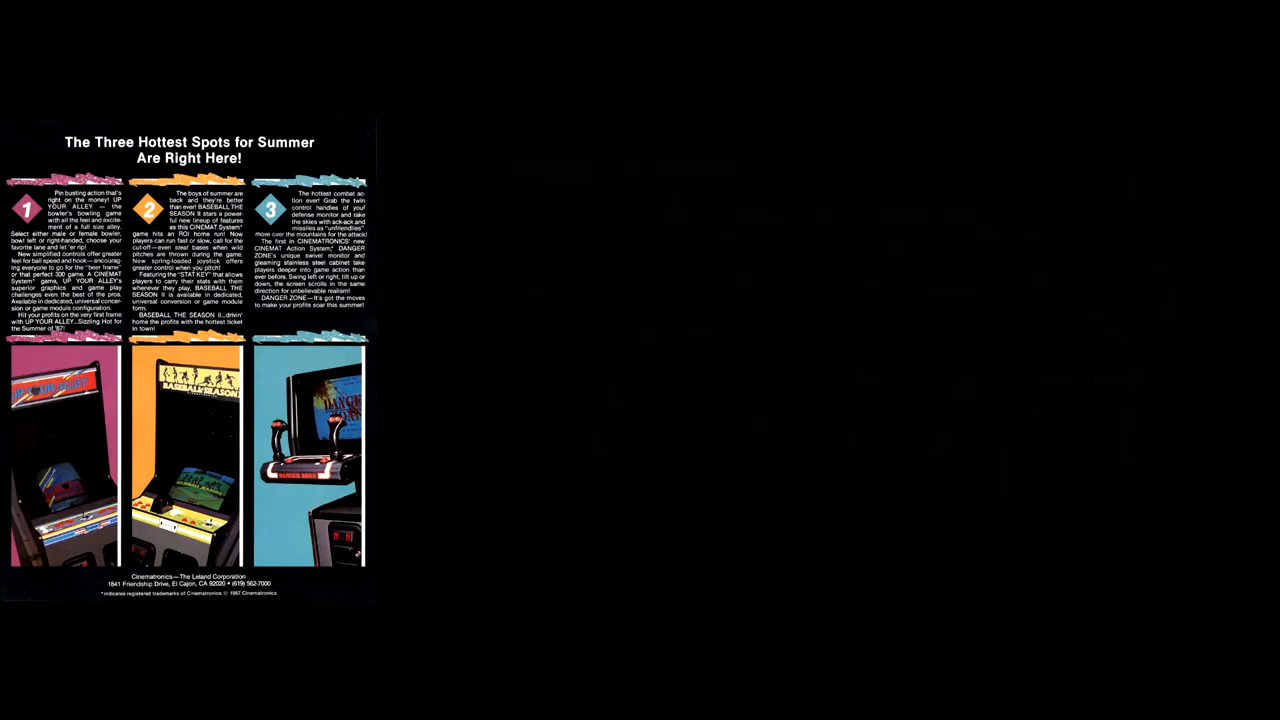 The Three Hottest Spots for Summer
Are Right Here!
1
Pin busting action that's
right on the money! UP
YOUR ALLEY — the
bowler's bowling game
with all the feel and excite-
ment of a full size alley.
Select either male or female bowler,
bowl left or right-handed, choose your
favorite lane and let 'er rip!
New simplified controls offer greater
feel for ball speed and hook—encourag-
ing everyone to go for the "beer frame"
or that perfect 300 game. A CINEMAT
System* game, UP YOUR ALLEY's
superior graphics and game play
challenges even the best of the pros.
Available in dedicated, universal conver-
sion or game module configuration.
Hit your profits on the very first frame
with UP YOUR ALLEY...Sizzling Hot for
the Summer of '87!
2
The boys of summer are
back and they're better
than ever! BASEBALL THE
SEASON II stars a power-
ful new lineup of features
as this CINEMAT System*
game hits an ROI home run! Now
players can run fast or slow, call for the
cut-off—even steal bases when wild
pitches are thrown during the game.
New spring-loaded joystick offers
greater control when you pitch!
Featuring the "STAT KEY" that allows
players to carry their stats with them
whenever they play, BASEBALL THE
SEASON II is available in dedicated,
universal conversion or game module
form.
BASEBALL THE SEASON II...drivin'
home the profits with the hottest ticket
in town!
3
The hottest combat ac-
tion ever! Grab the twin
control handles of you!
defense monitor and rake
the skies with ack-ack and
missiles as "unfriendlies"
move over the mountains for the attack!
The first in CINEMATRONICS' new
CINEMAT Action System,* DANGER
ZONE's unique swivel monitor and
gleaming stainless steel cabinet take
players deeper into game action than
ever before. Swing left or right, tilt up or
down, the screen scrolls in the same
direction for unbelievable realism!
DANGER ZONE—It's got the moves
to make your profits soar this summer!
UP YOUR ALLEY
BASEBALL SEASON II
DANGER ZONE
DANGER ZONE
Cinematronics—The Leland Corporation
1841 Friendship Drive, El Cajon, CA 92020 • (619) 562-7000
*indicates registered trademarks of Cinematronics © 1987 Cinematronics